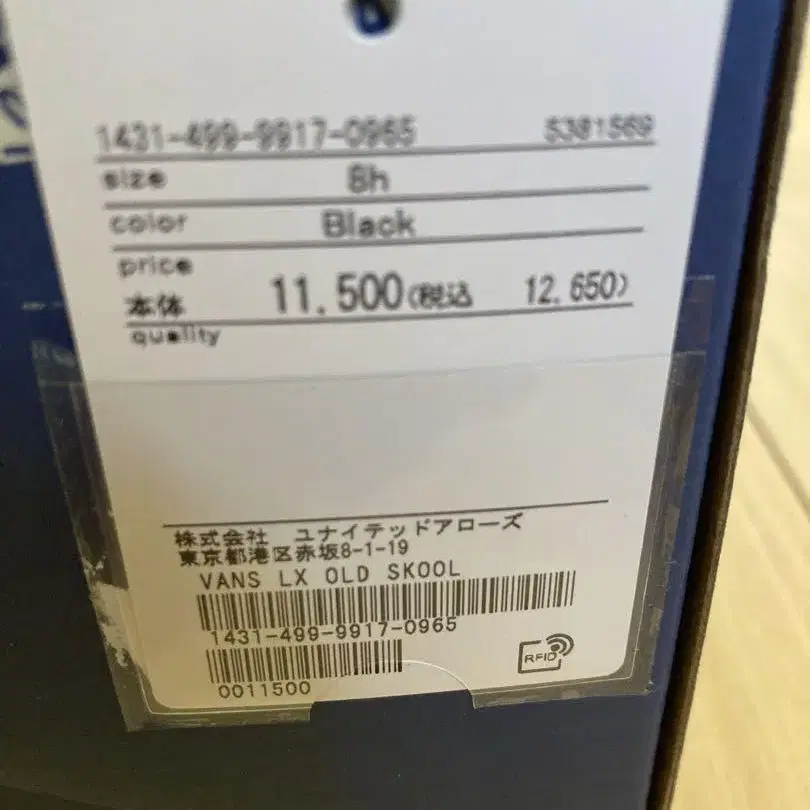 1431-499-9917-0965 S381569
size 8h
color Black
price
本体 11.500(税込 12.650)
quality
株式会社 ユナイテッドアローズ
東京都港区赤坂8-1-19
VANS LX OLD SKOOL
1431-499-9917-0965
RFID
0011500